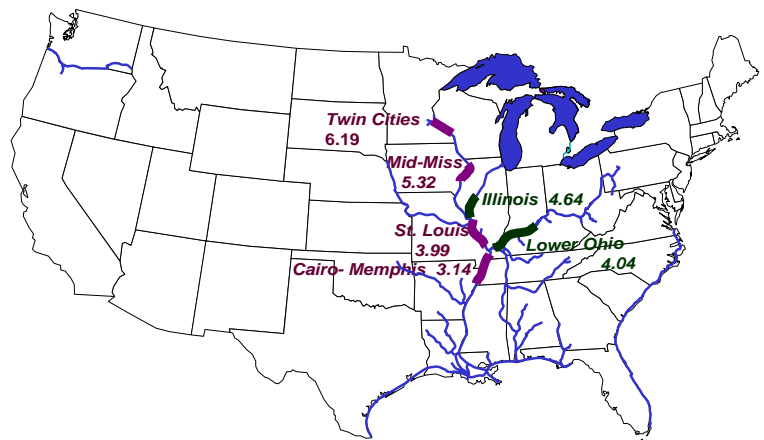 Twin Cities
6.19
Mid-Miss
5.32
Illinois 4.64
St. Louis
3.99
Lower Ohio
4.04
Cairo- Memphis 3.14